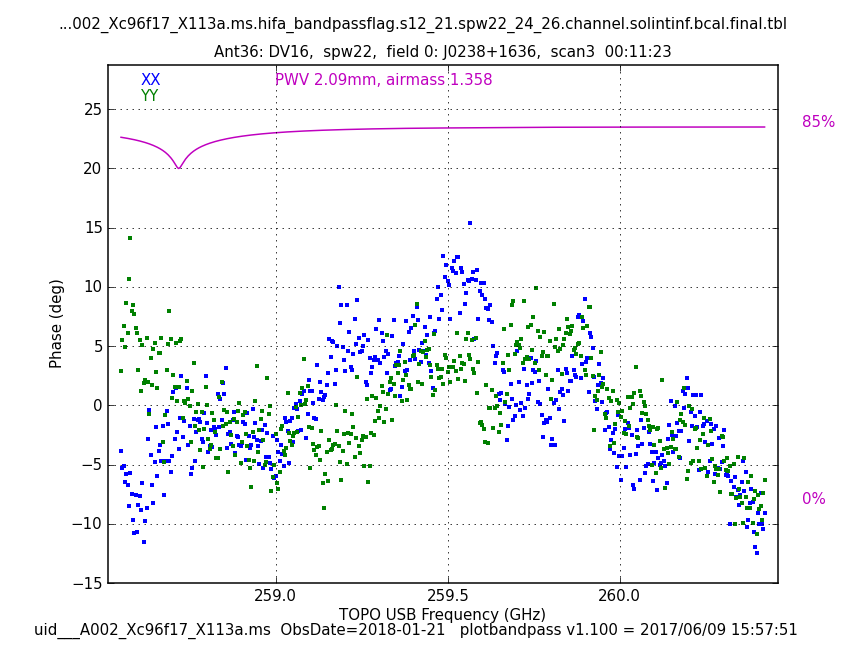 ...002_Xc96f17_X113a.ms.hifa_bandpassflag.s12_21.spw22_24_26.channel.solintinf.bcal.final.tbl
Ant36: DV16, spw22, field 0: J0238+1636, scan3 00:11:23
XX
YY
PWV 2.09mm, airmass 1.358
85%
0%
Phase (deg)
25
20
15
10
5
0
−5
−10
−15
259.0
259.5
260.0
TOPO USB Frequency (GHz)
uid___A002_Xc96f17_X113a.ms ObsDate=2018-01-21 plotbandpass v1.100 = 2017/06/09 15:57:51